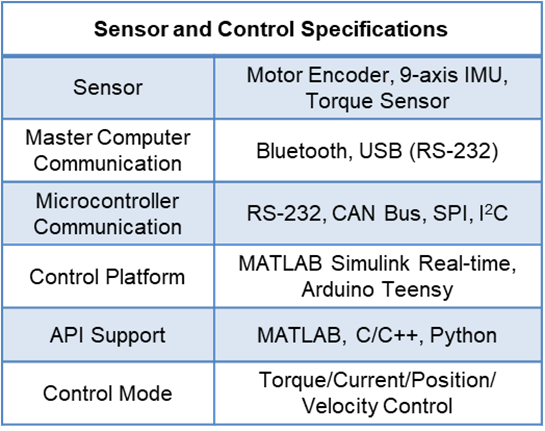 Sensor and Control Specifications
Sensor
Motor Encoder, 9-axis IMU,
Torque Sensor
Master Computer
Communication
Bluetooth, USB (RS-232)
Microcontroller
Communication
RS-232, CAN Bus, SPI, I²C
Control Platform
MATLAB Simulink Real-time,
Arduino Teensy
API Support
MATLAB, C/C++, Python
Control Mode
Torque/Current/Position/
Velocity Control